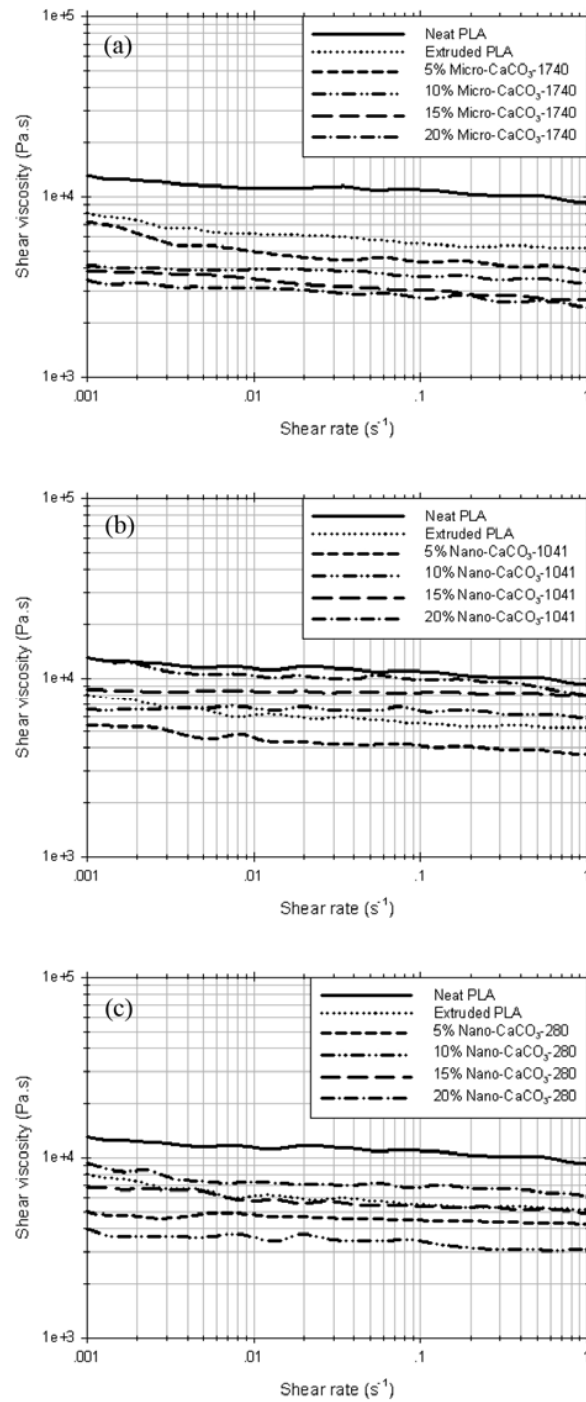 (a)
Neat PLA
Extruded PLA
5% Micro-CaCO₃-1740
10% Micro-CaCO₃-1740
15% Micro-CaCO₃-1740
20% Micro-CaCO₃-1740
1e+5
1e+4
1e+3
Shear viscosity (Pa.s)
.001 .01 .1 1
Shear rate (s⁻¹)
(b)
Neat PLA
Extruded PLA
5% Nano-CaCO₃-1041
10% Nano-CaCO₃-1041
15% Nano-CaCO₃-1041
20% Nano-CaCO₃-1041
1e+5
1e+4
1e+3
Shear viscosity (Pa.s)
.001 .01 .1 1
Shear rate (s⁻¹)
(c)
Neat PLA
Extruded PLA
5% Nano-CaCO₃-280
10% Nano-CaCO₃-280
15% Nano-CaCO₃-280
20% Nano-CaCO₃-280
1e+5
1e+4
1e+3
Shear viscosity (Pa.s)
.001 .01 .1 1
Shear rate (s⁻¹)